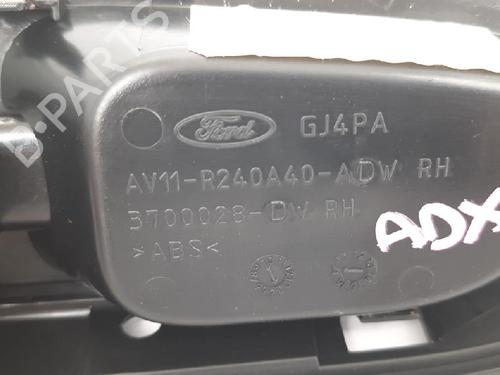 Ford GJ4PA
AV11-R240A40-ADW RH
3700028-DW RH
>ABS<
ADX
B-PARTS